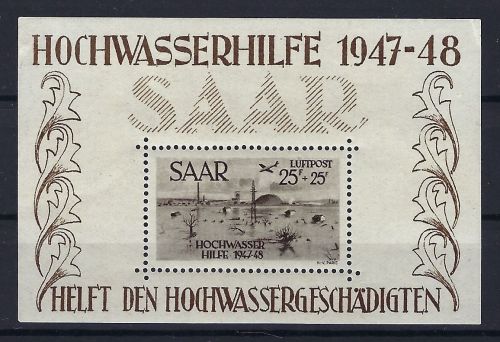 HOCHWASSERHILFE 1947-48
SAAR
SAAR
LUFTPOST
25F+25F
HOCHWASSER
HILFE 1947-48
HELFT DEN HOCHWASSERGESCHÄDIGTEN